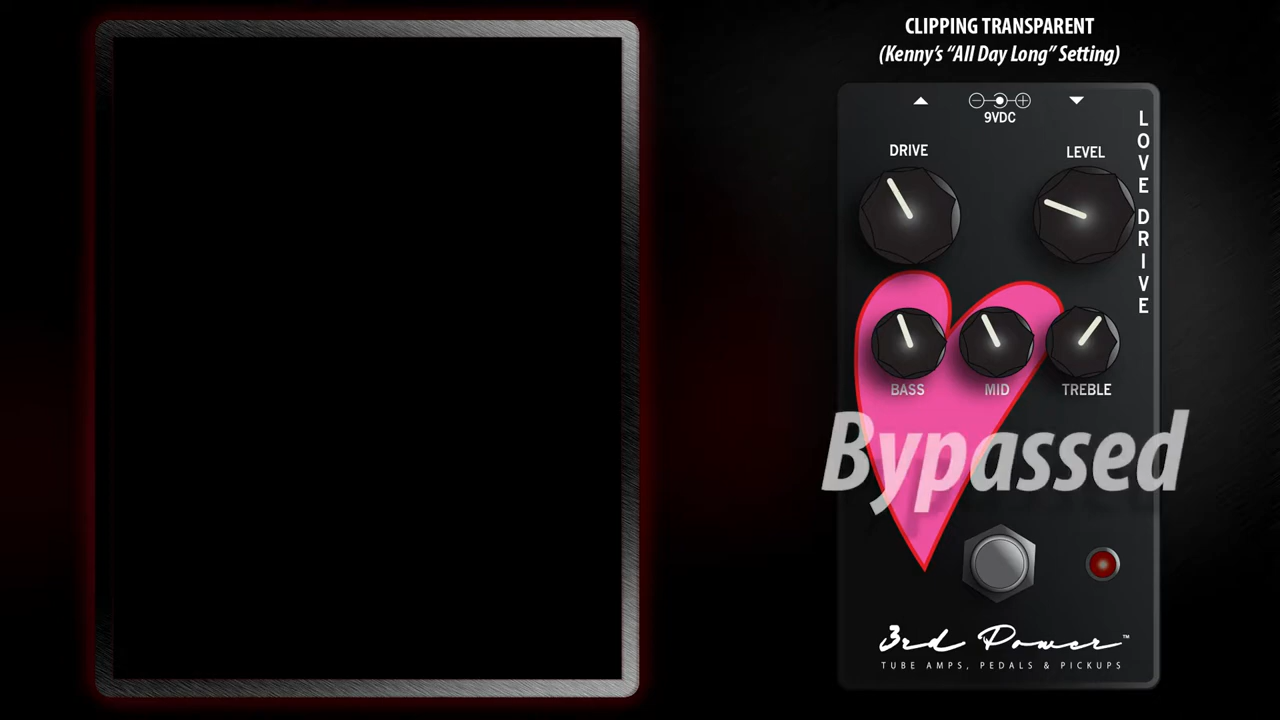 CLIPPING TRANSPARENT
(Kenny's “All Day Long” Setting)
9VDC
DRIVE
LEVEL
LOVE DRIVE
BASS MID TREBLE
Bypassed
3rd Power™
TUBE AMPS, PEDALS & PICKUPS